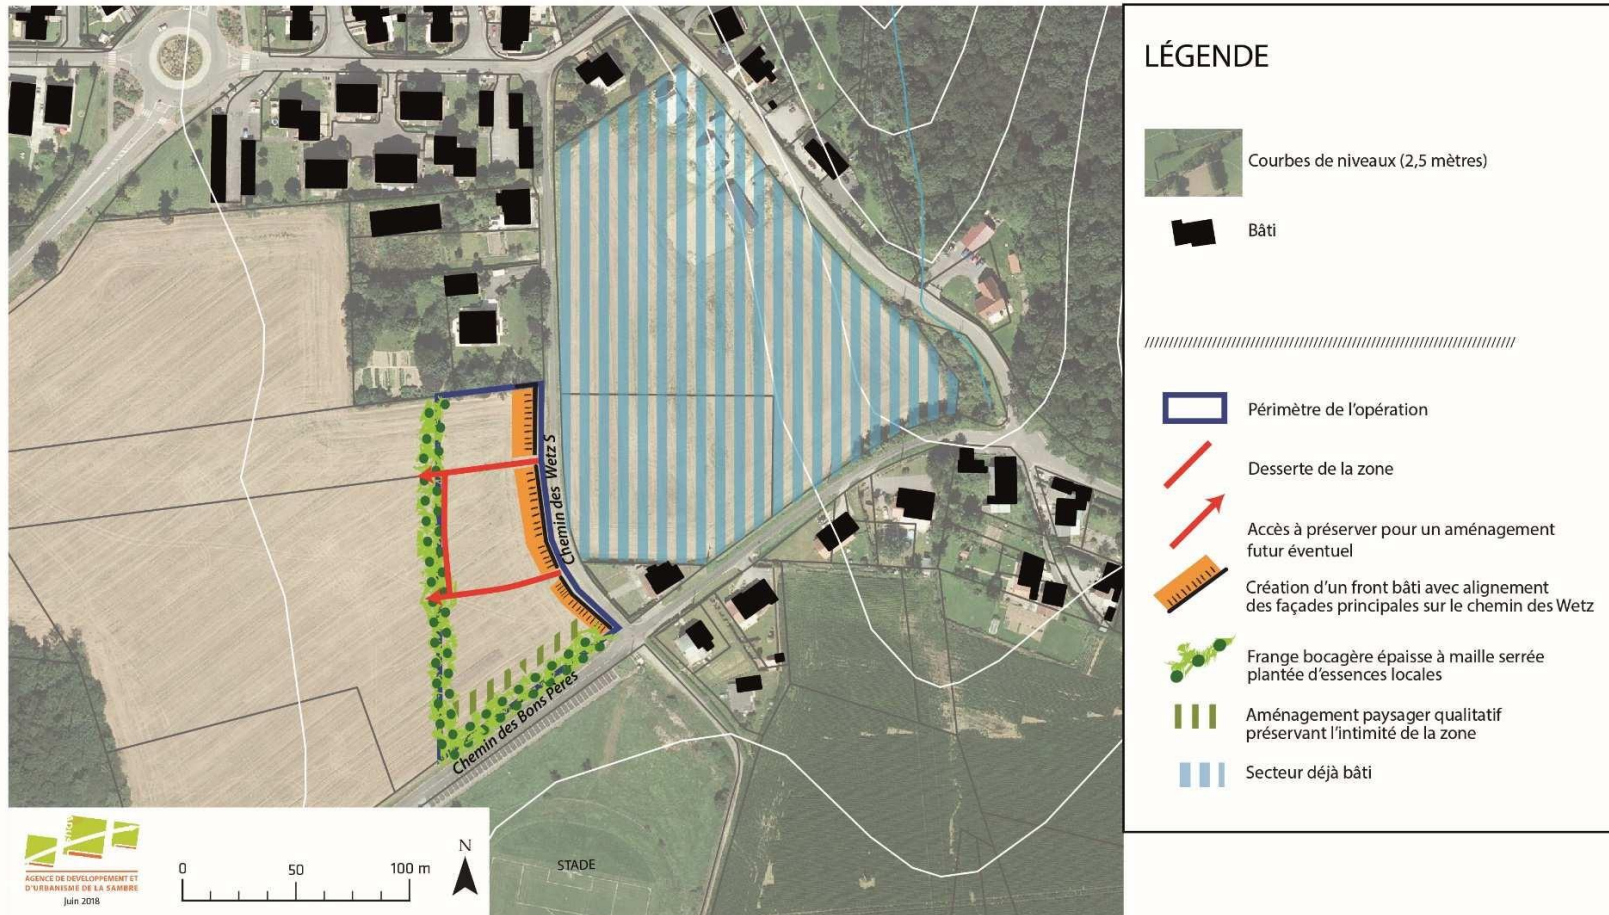 LÉGENDE
Courbes de niveaux (2,5 mètres)
Bâti
Périmètre de l'opération
Desserte de la zone
Accès à préserver pour un aménagement
futur éventuel
Création d'un front bâti avec alignement
des façades principales sur le chemin des Wetz
Frange bocagère épaisse à maille serrée
plantée d'essences locales
Aménagement paysager qualitatif
préservant l'intimité de la zone
Secteur déjà bâti
Chemin des Wetz S
Chemin des Bons Pères
STADE
AGENCE DE DEVELOPPEMENT ET
D'URBANISME DE LA SAMBRE
Juin 2018
0 50 100 m
N